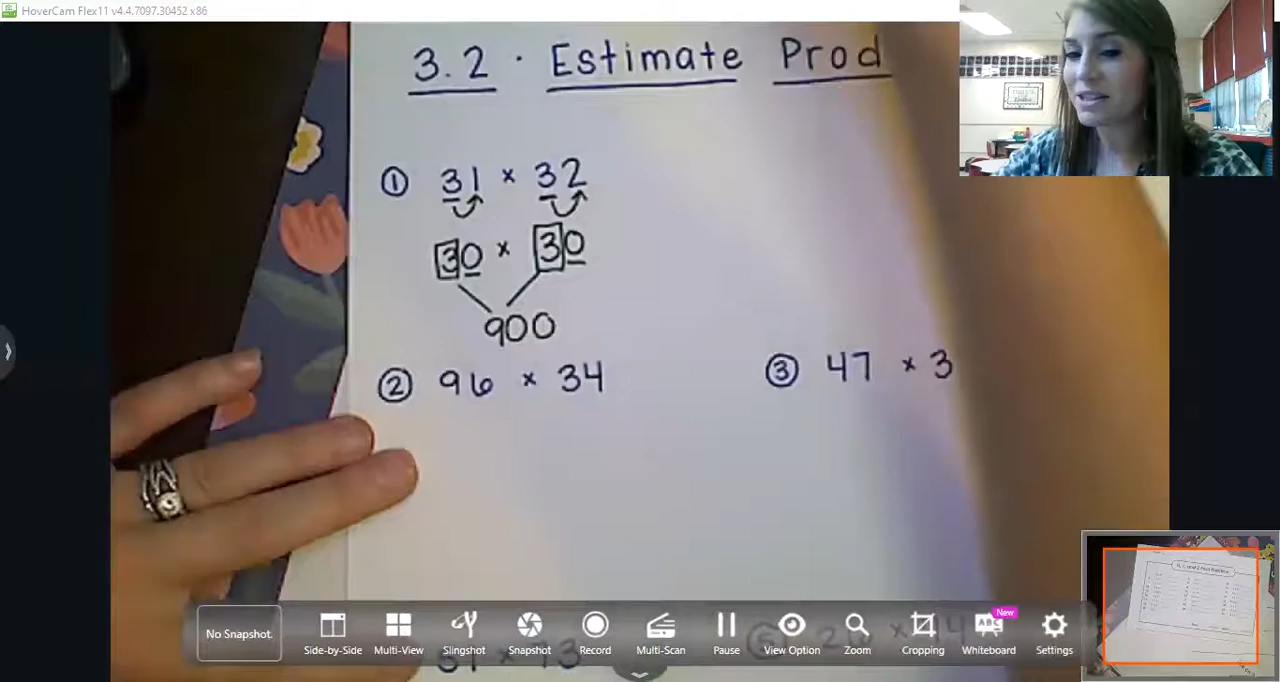 HoverCam Flex11 v4.4.7097.30452 x86
3.2 · Estimate Prod
① 31 × 32
30 × 30
900
② 96 × 34
③ 47 × 3
No Snapshot.
Side-by-Side
Multi-View
Slingshot
Snapshot
Record
Multi-Scan
Pause
View Option
Zoom
Cropping
New
ABC
Whiteboard
Settings